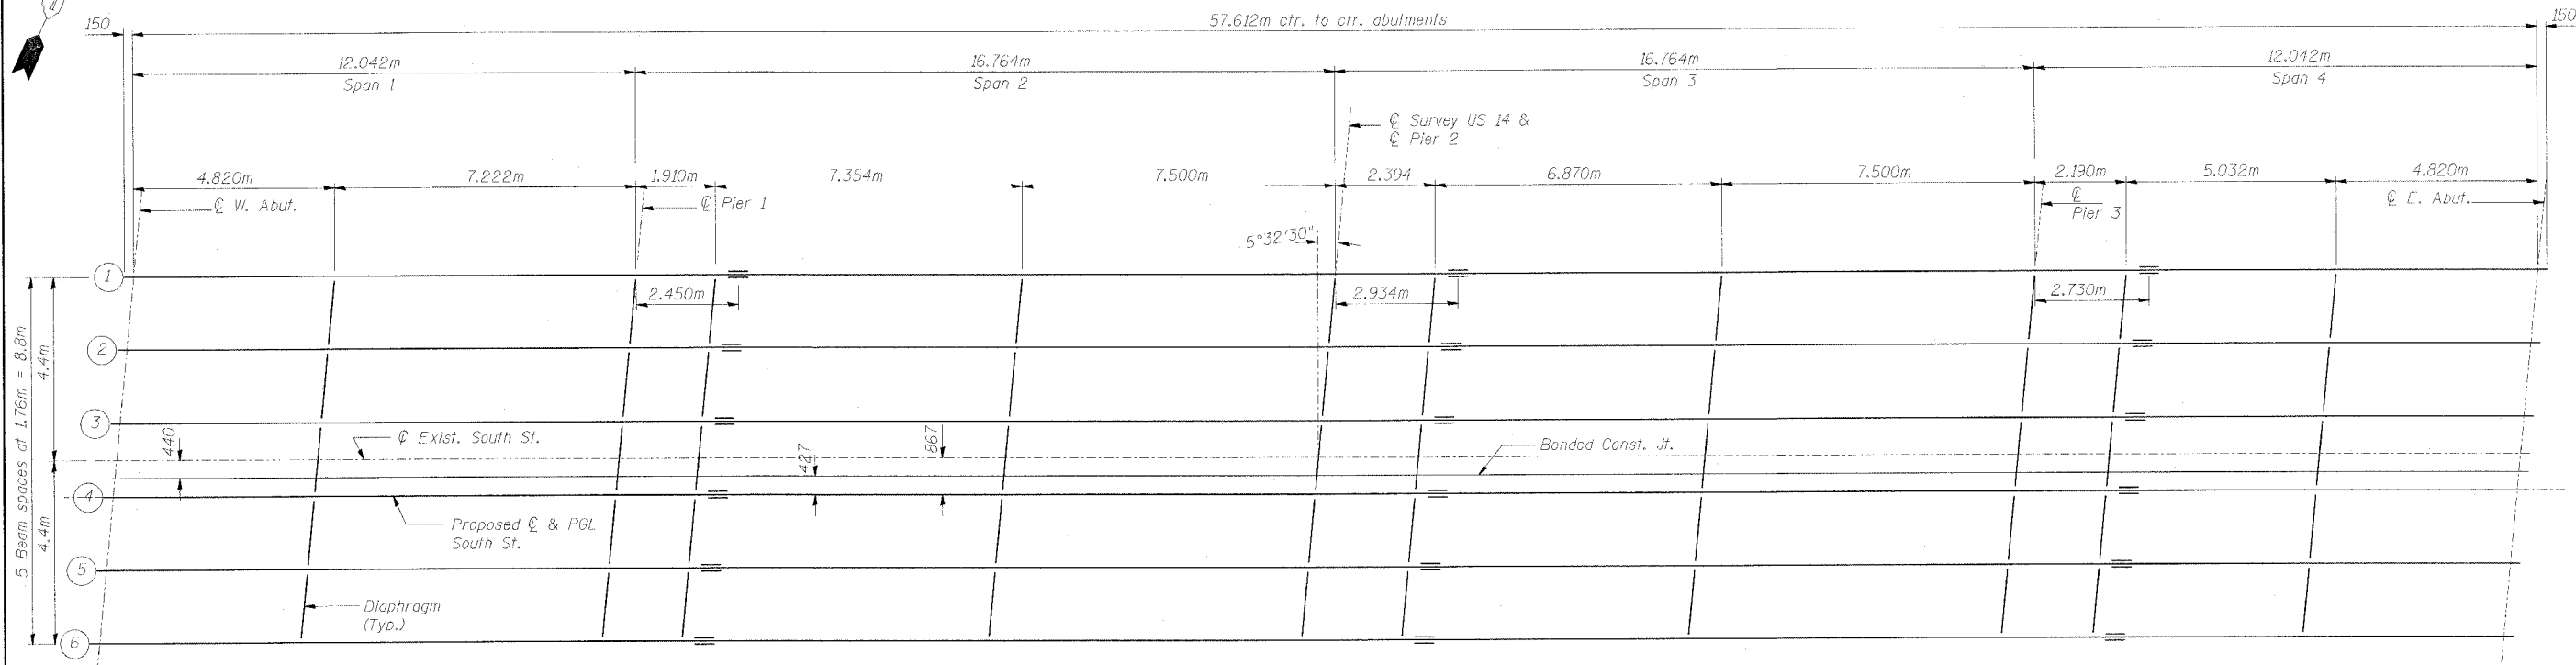 150
57.612m ctr. to ctr. abutments
150
12.042m
Span 1
16.764m
Span 2
16.764m
Span 3
12.042m
Span 4
℄ Survey US 14 &
℄ Pier 2
4.820m
7.222m
1.910m
7.354m
7.500m
2.394
6.870m
7.500m
2.190m
5.032m
4.820m
℄ W. Abut.
℄ Pier 1
℄
Pier 3
℄ E. Abut.
5°32'30"
1
2.450m
2.934m
2.730m
2
3
5 Beam spaces at 1.76m = 8.8m
4.4m
4.4m
440
℄ Exist. South St.
427
867
Bonded Const. Jt.
4
Proposed ℄ & PGL
South St.
5
Diaphragm
(Typ.)
6